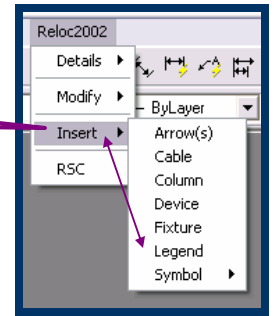 Reloc2002
Details
Modify
ByLayer
Insert
Arrow(s)
RSC
Cable
Column
Device
Fixture
Legend
Symbol